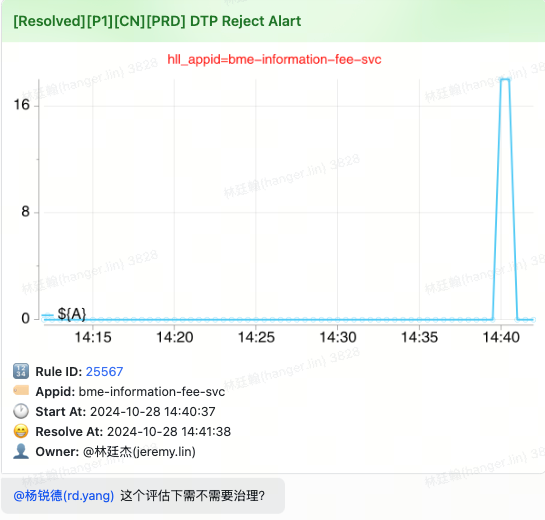 [Resolved][P1][CN][PRD] DTP Reject Alart
hll_appid=bme-information-fee-svc
16
8
0
${A}
14:15 14:20 14:25 14:30 14:35 14:40
林廷翰(hanger.lin) 3828
Rule ID: 25567
Appid: bme-information-fee-svc
Start At: 2024-10-28 14:40:37
Resolve At: 2024-10-28 14:41:38
Owner: @林廷杰(jeremy.lin)
@杨锐德(rd.yang) 这个评估下需不需要治理?